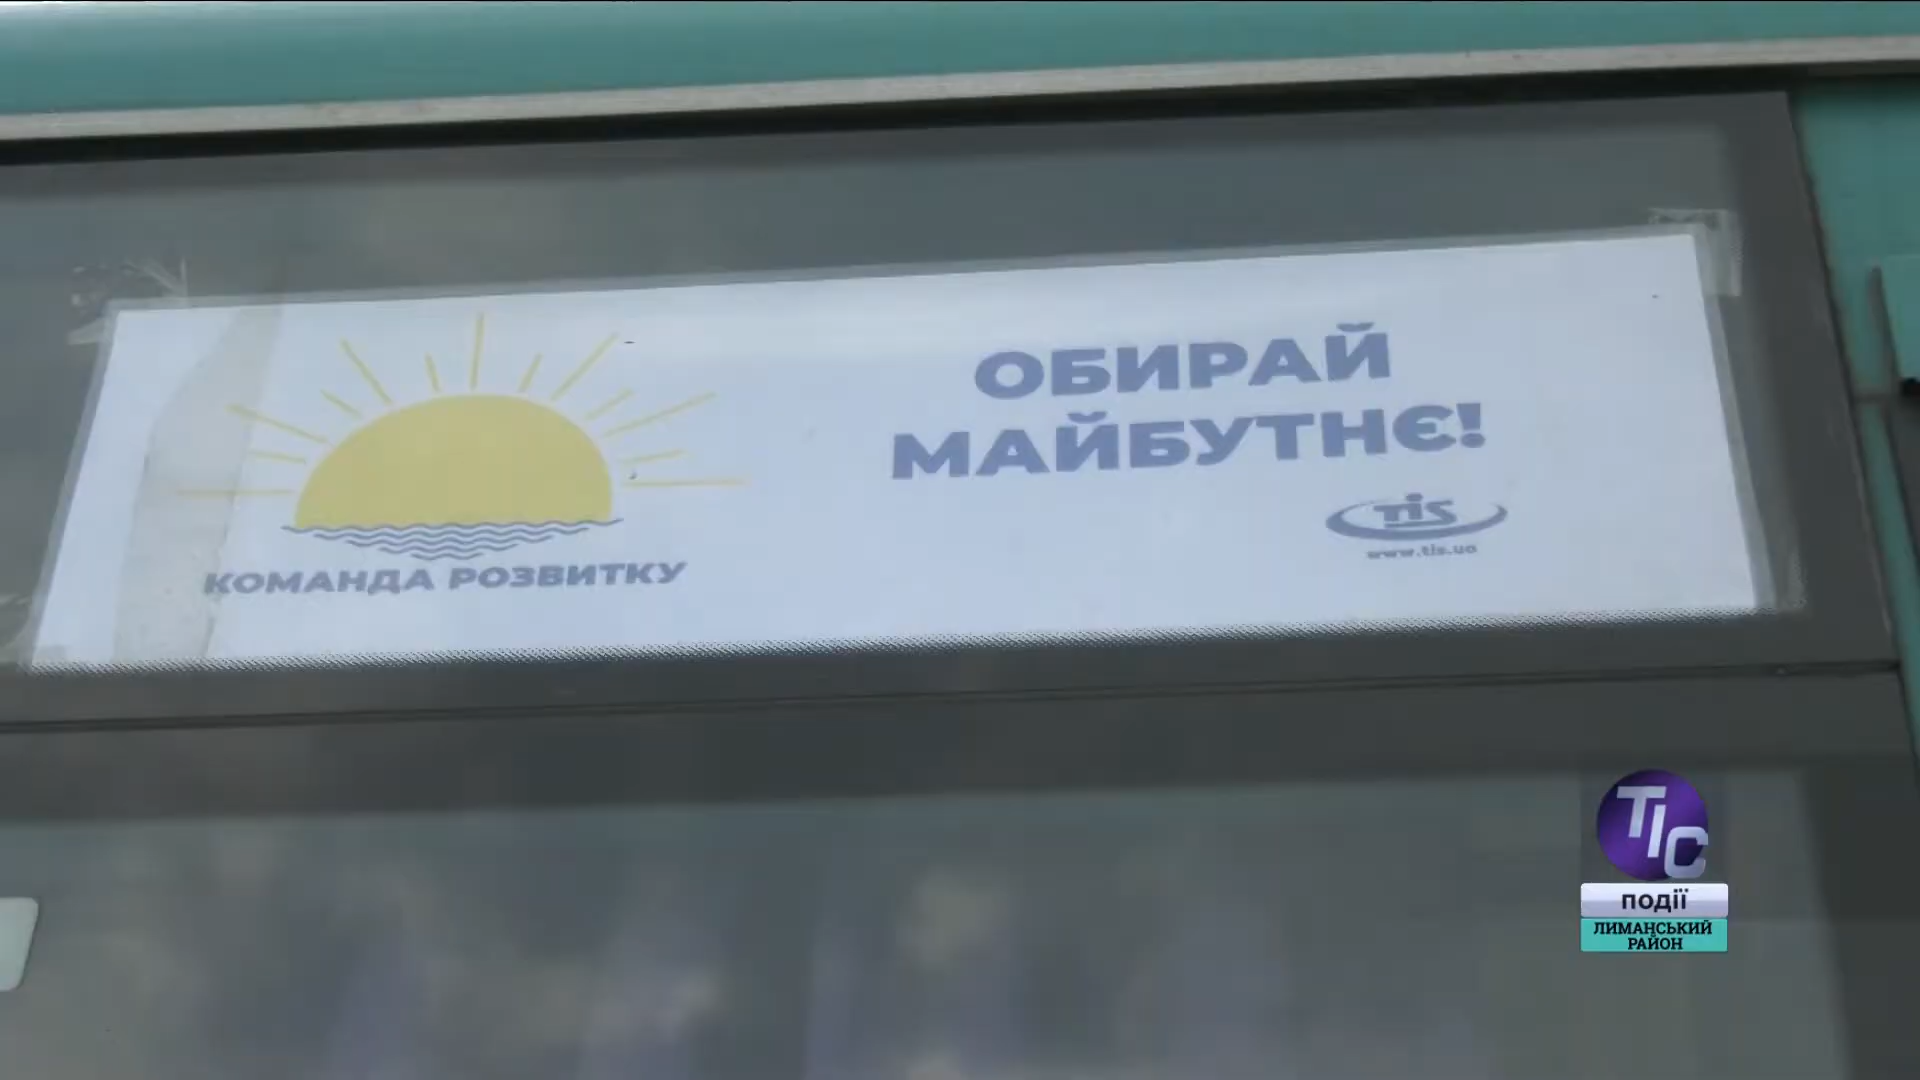 ОБИРАЙ
МАЙБУТНЄ!
TiS
www.tis.ua
КОМАНДА РОЗВИТКУ
ТІС
ПОДІЇ
ЛИМАНСЬКИЙ
РАЙОН